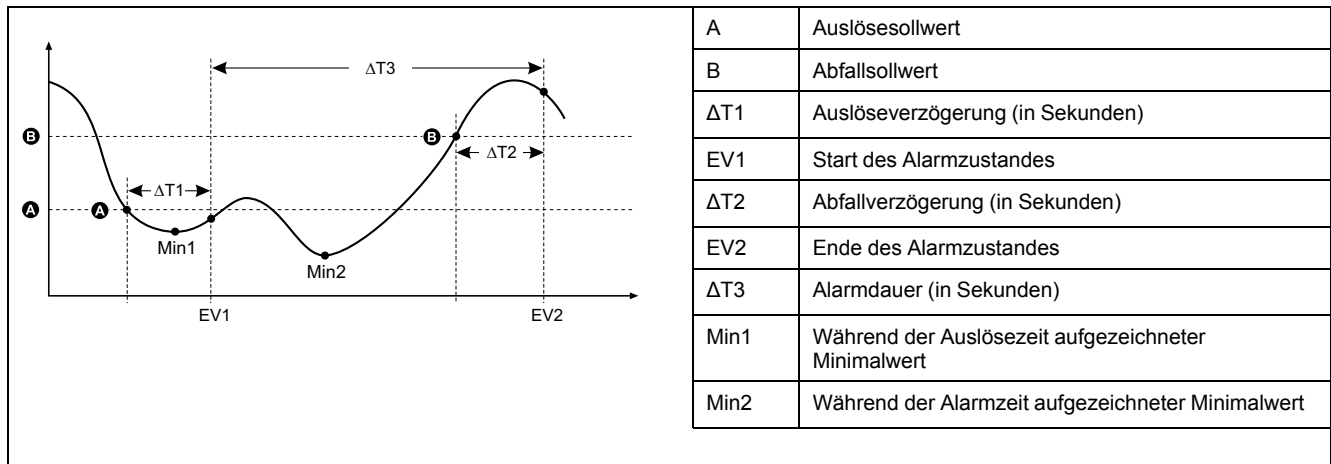 ΔT3
B
B
ΔT2
ΔT1
A
A
Min1
Min2
EV1
EV2
A Auslösesollwert
B Abfallsollwert
ΔT1 Auslöseverzögerung (in Sekunden)
EV1 Start des Alarmzustandes
ΔT2 Abfallverzögerung (in Sekunden)
EV2 Ende des Alarmzustandes
ΔT3 Alarmdauer (in Sekunden)
Min1 Während der Auslösezeit aufgezeichneter
Minimalwert
Min2 Während der Alarmzeit aufgezeichneter Minimalwert